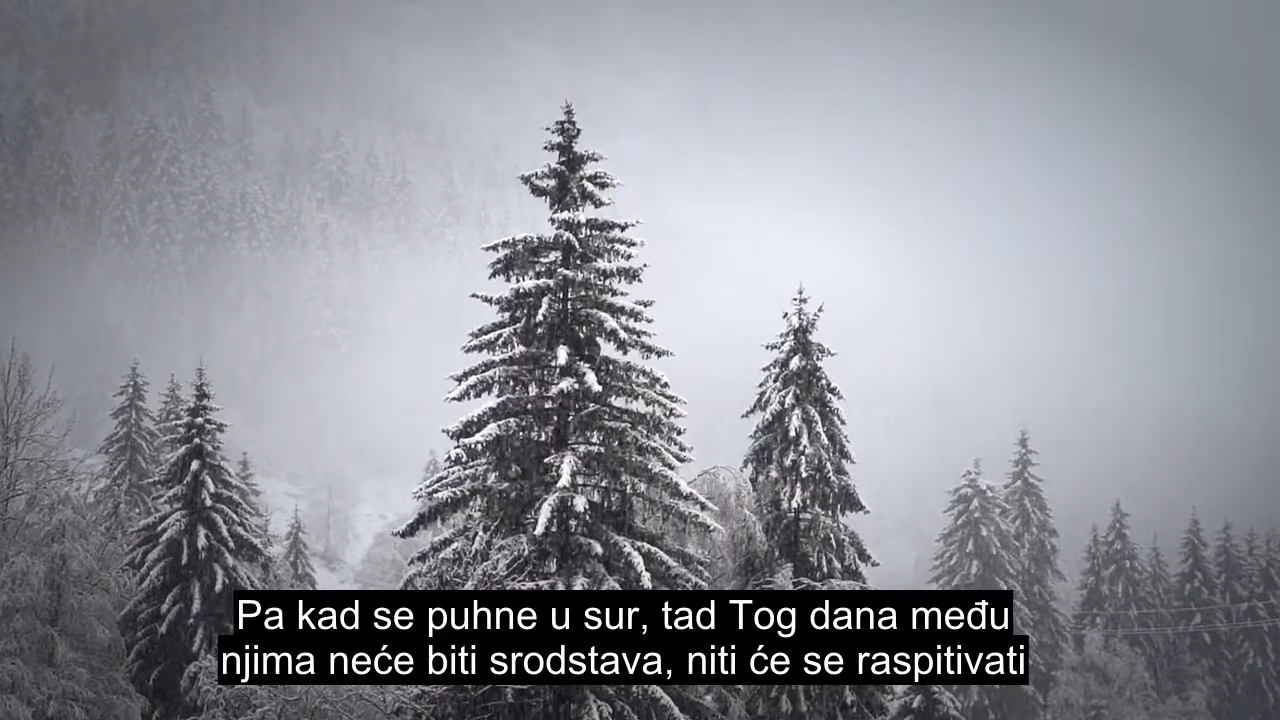 Pa kad se puhne u sur, tad Tog dana među
njima neće biti srodstava, niti će se raspitivati